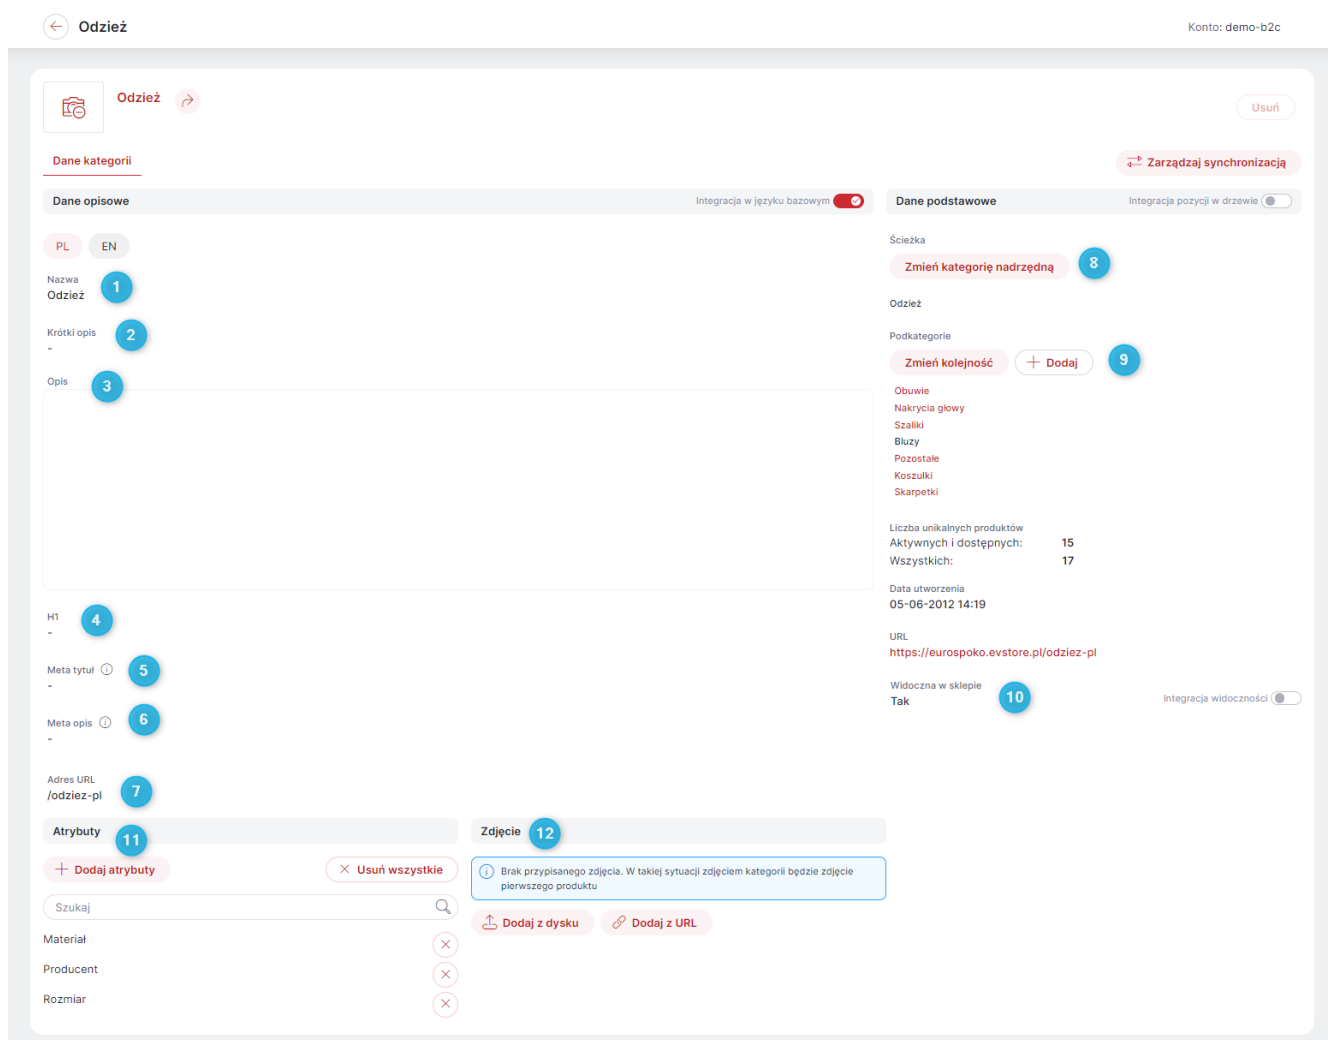 Odzież
Konto: demo-b2c
Odzież
Usuń
Dane kategorii
Zarządzaj synchronizacją
Dane opisowe
Integracja w języku bazowym
PL
EN
Nazwa
Odzież
1
Krótki opis
-
2
Opis
3
H1
-
4
Meta tytuł
-
5
Meta opis
-
6
Adres URL
/odziez-pl
7
Dane podstawowe
Integracja pozycji w drzewie
Ścieżka
Zmień kategorię nadrzędną
8
Odzież
Podkategorie
Zmień kolejność
Dodaj
9
Obuwie
Nakrycia głowy
Szaliki
Bluzy
Pozostałe
Koszulki
Skarpetki
Liczba unikalnych produktów
Aktywnych i dostępnych: 15
Wszystkich: 17
Data utworzenia
05-06-2012 14:19
URL
https://eurospoko.evstore.pl/odziez-pl
Widoczna w sklepie
Tak
10
Integracja widoczności
Atrybuty
11
Dodaj atrybuty
Usuń wszystkie
Szukaj
Materiał
Producent
Rozmiar
Zdjęcie
12
Brak przypisanego zdjęcia. W takiej sytuacji zdjęciem kategorii będzie zdjęcie
pierwszego produktu
Dodaj z dysku
Dodaj z URL